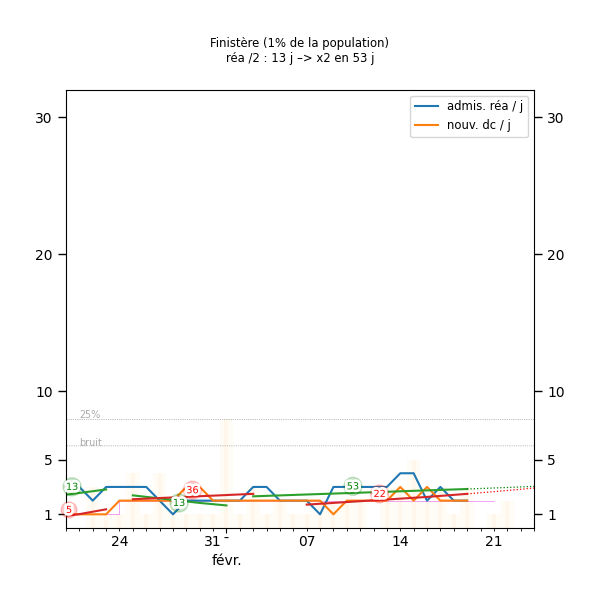 Finistère (1% de la population)
réa /2 : 13 j –> x2 en 53 j
admis. réa / j
nouv. dc / j
30 30
20 20
10 10
25%
bruit
5 5
13 36 53
13 22
5
1 1
24 31 07 14 21
févr.